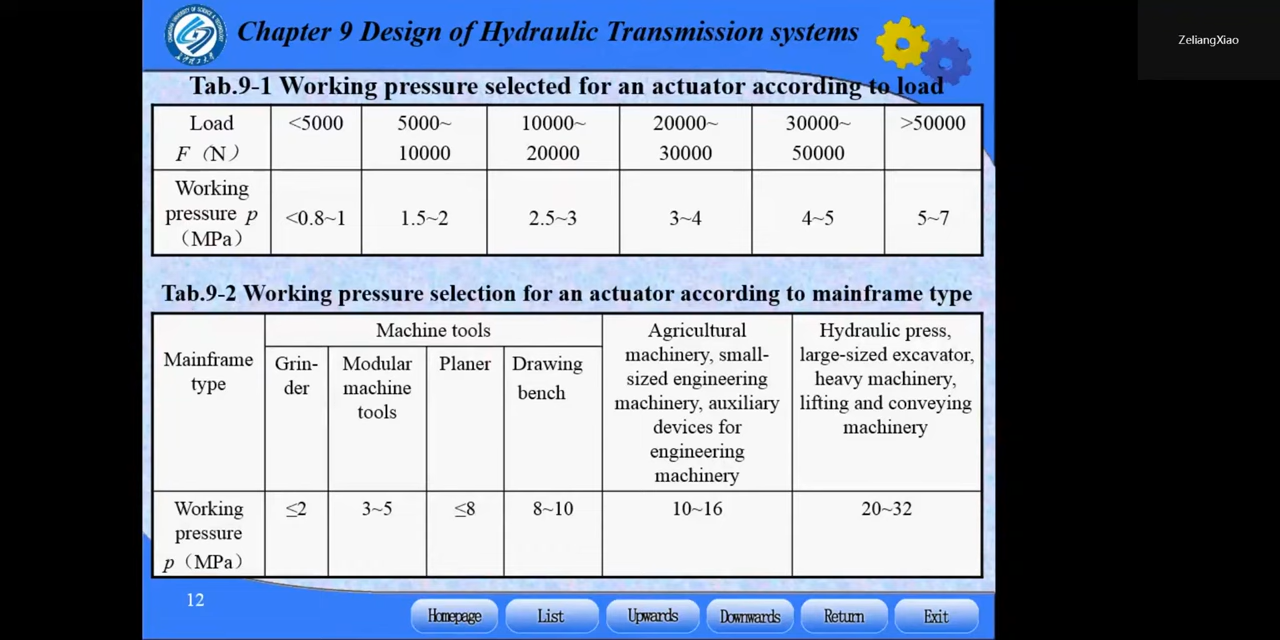 Chapter 9 Design of Hydraulic Transmission systems
ZeliangXiao
Tab.9-1 Working pressure selected for an actuator according to load
Load
F (N)
<5000
5000~
10000
10000~
20000
20000~
30000
30000~
50000
>50000
Working
pressure p
(MPa)
<0.8~1
1.5~2
2.5~3
3~4
4~5
5~7
Tab.9-2 Working pressure selection for an actuator according to mainframe type
Mainframe
type
Machine tools
Grin-
der
Modular
machine
tools
Planer
Drawing
bench
Agricultural
machinery, small-
sized engineering
machinery, auxiliary
devices for
engineering
machinery
Hydraulic press,
large-sized excavator,
heavy machinery,
lifting and conveying
machinery
Working
pressure
p (MPa)
≤2
3~5
≤8
8~10
10~16
20~32
12
Homepage
List
Upwards
Downwards
Return
Exit